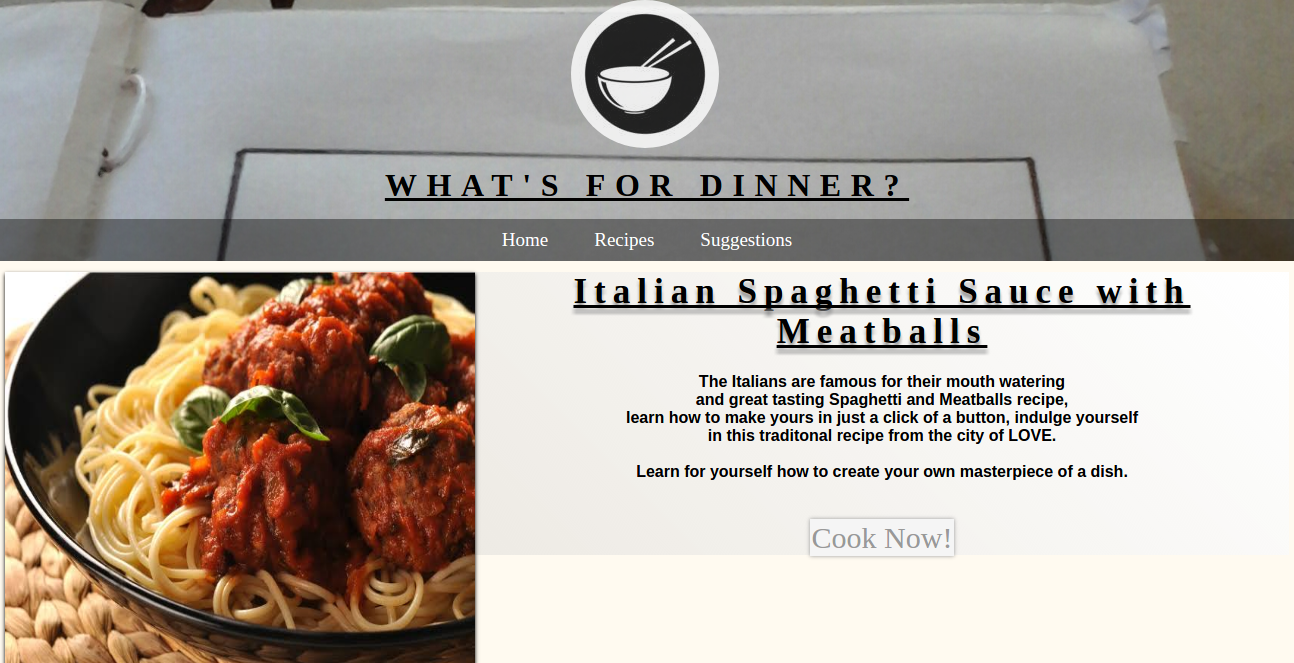 WHAT'S FOR DINNER?
Home Recipes Suggestions
Italian Spaghetti Sauce with
Meatballs
The Italians are famous for their mouth watering
and great tasting Spaghetti and Meatballs recipe,
learn how to make yours in just a click of a button, indulge yourself
in this traditonal recipe from the city of LOVE.
Learn for yourself how to create your own masterpiece of a dish.
Cook Now!